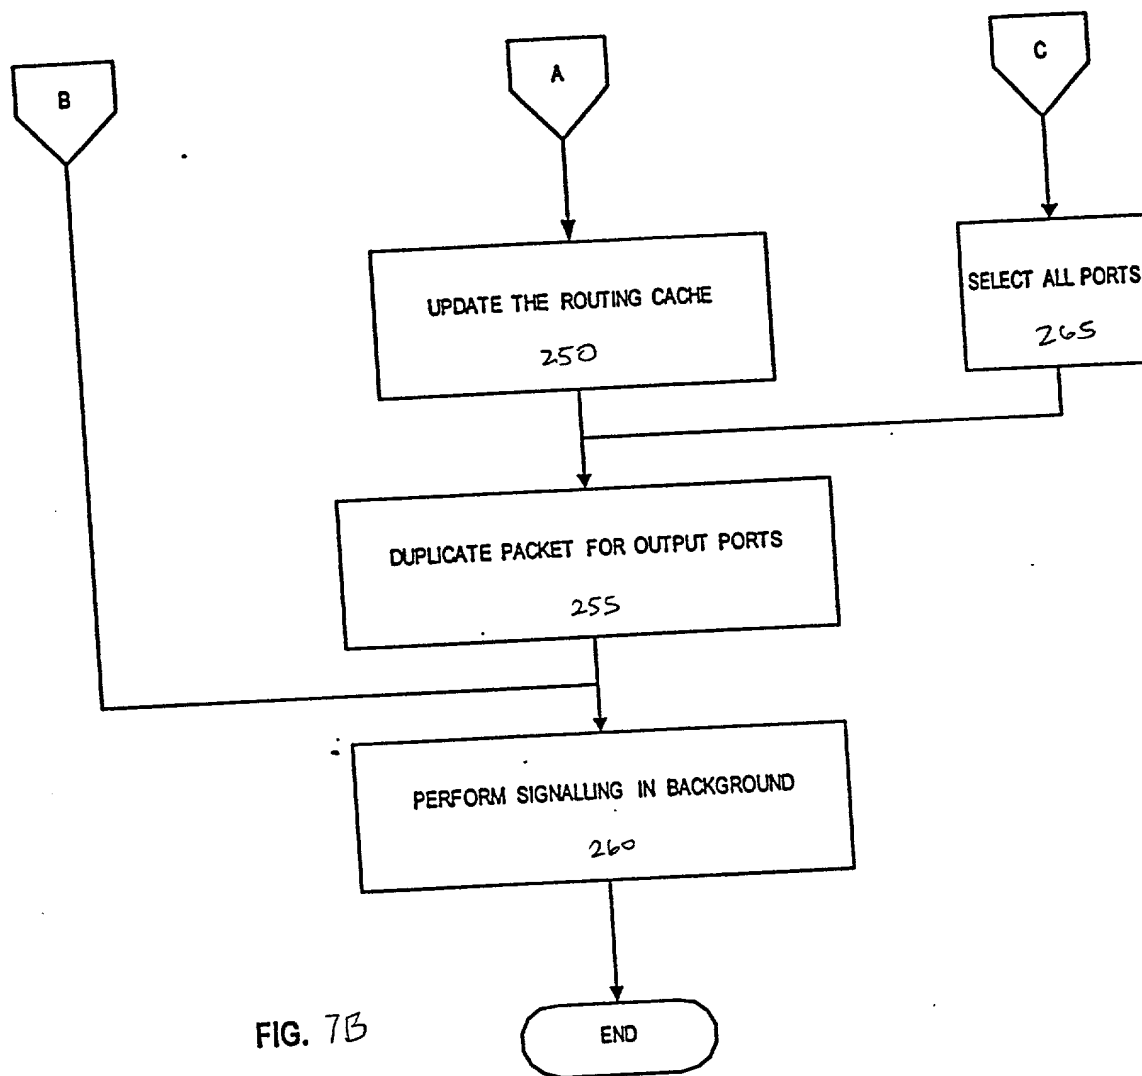 B
A
C
UPDATE THE ROUTING CACHE
250
SELECT ALL PORTS
265
DUPLICATE PACKET FOR OUTPUT PORTS
255
PERFORM SIGNALLING IN BACKGROUND
260
END
FIG. 7B